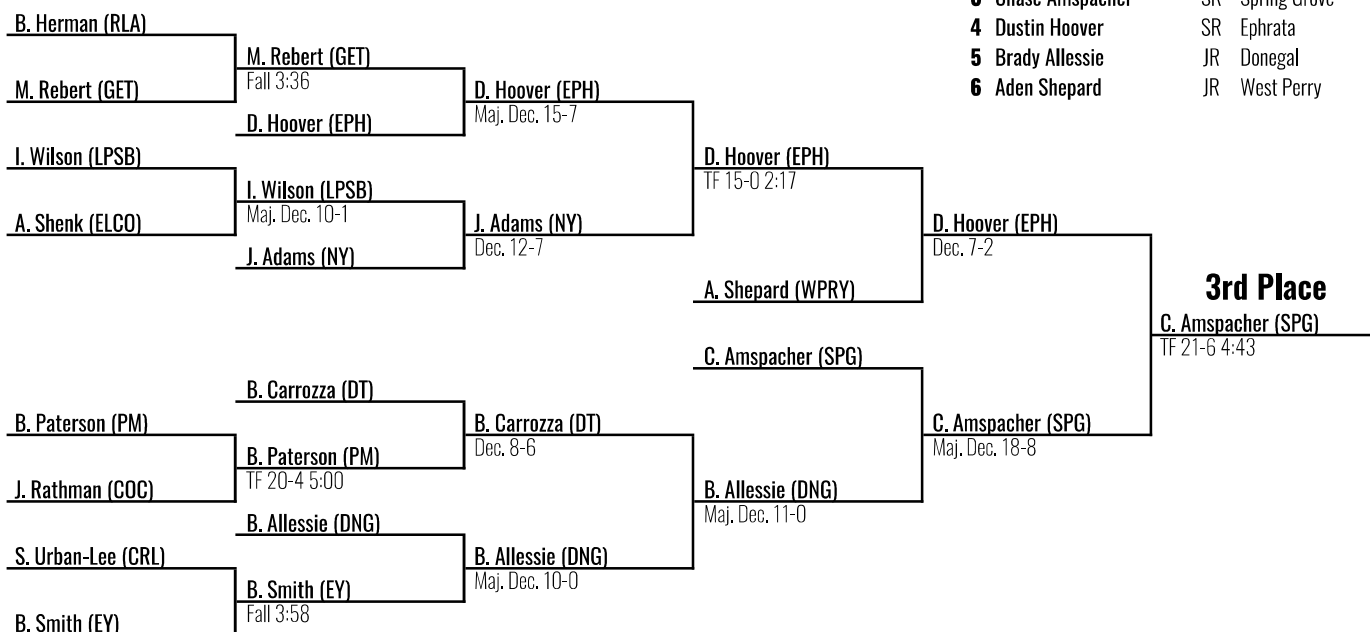 3 Chase Amspacher SR Spring Grove
4 Dustin Hoover SR Ephrata
5 Brady Allessie JR Donegal
6 Aden Shepard JR West Perry
B. Herman (RLA)
M. Rebert (GET)
Fall 3:36
M. Rebert (GET)
D. Hoover (EPH)
Maj. Dec. 15-7
D. Hoover (EPH)
I. Wilson (LPSB)
D. Hoover (EPH)
TF 15-0 2:17
I. Wilson (LPSB)
Maj. Dec. 10-1
A. Shenk (ELCO)
J. Adams (NY)
Dec. 12-7
D. Hoover (EPH)
Dec. 7-2
J. Adams (NY)
A. Shepard (WPRY)
3rd Place
C. Amspacher (SPG)
TF 21-6 4:43
C. Amspacher (SPG)
B. Carrozza (DT)
B. Paterson (PM)
B. Carrozza (DT)
Dec. 8-6
C. Amspacher (SPG)
Maj. Dec. 18-8
B. Paterson (PM)
TF 20-4 5:00
J. Rathman (COC)
B. Allessie (DNG)
Maj. Dec. 11-0
B. Allessie (DNG)
S. Urban-Lee (CRL)
B. Allessie (DNG)
Maj. Dec. 10-0
B. Smith (EY)
Fall 3:58
B. Smith (EY)